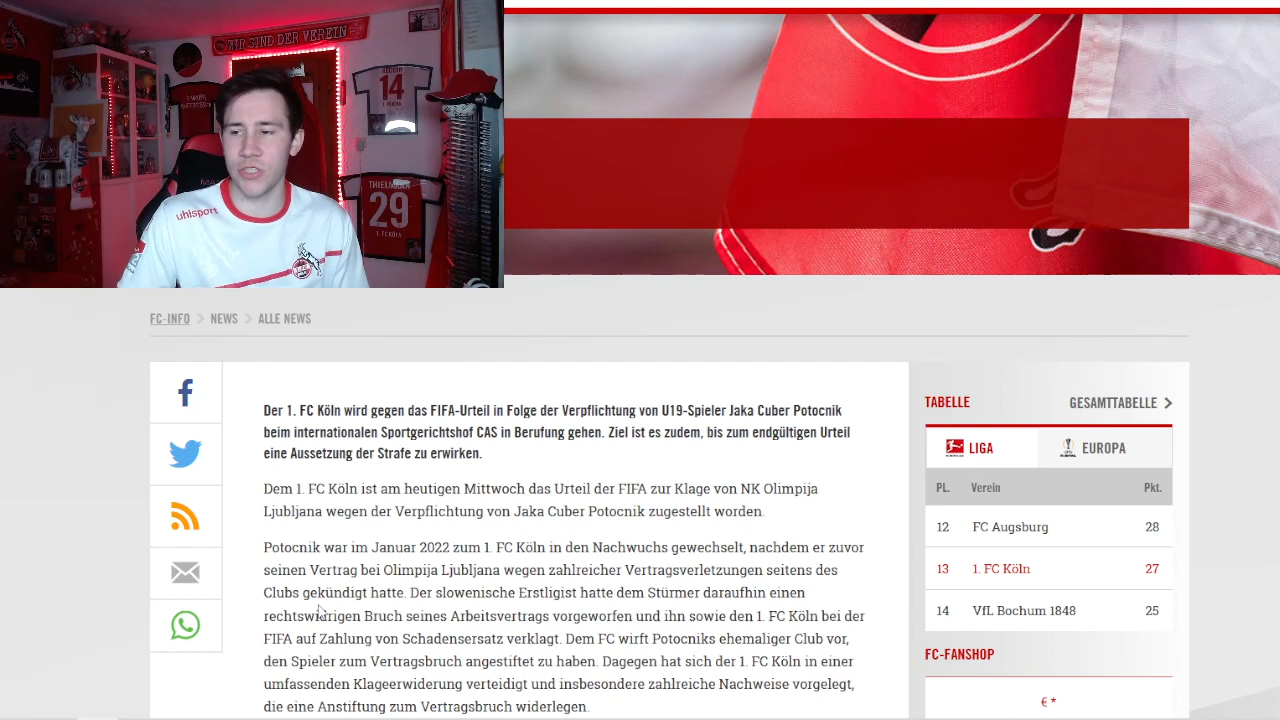 WIR SIND DER VEREIN
14
1. FC KÖLN
THIELMANN
29
1. FC KÖLN
uhlsport
FC-INFO > NEWS > ALLE NEWS
Der 1. FC Köln wird gegen das FIFA-Urteil in Folge der Verpflichtung von U19-Spieler Jaka Cuber Potocnik
beim internationalen Sportgerichtshof CAS in Berufung gehen. Ziel ist es zudem, bis zum endgültigen Urteil
eine Aussetzung der Strafe zu erwirken.
Dem 1. FC Köln ist am heutigen Mittwoch das Urteil der FIFA zur Klage von NK Olimpija
Ljubljana wegen der Verpflichtung von Jaka Cuber Potocnik zugestellt worden.
Potocnik war im Januar 2022 zum 1. FC Köln in den Nachwuchs gewechselt, nachdem er zuvor
seinen Vertrag bei Olimpija Ljubljana wegen zahlreicher Vertragsverletzungen seitens des
Clubs gekündigt hatte. Der slowenische Erstligist hatte dem Stürmer daraufhin einen
rechtswidrigen Bruch seines Arbeitsvertrags vorgeworfen und ihn sowie den 1. FC Köln bei der
FIFA auf Zahlung von Schadensersatz verklagt. Dem FC wirft Potocniks ehemaliger Club vor,
den Spieler zum Vertragsbruch angestiftet zu haben. Dagegen hat sich der 1. FC Köln in einer
umfassenden Klageerwiderung verteidigt und insbesondere zahlreiche Nachweise vorgelegt,
die eine Anstiftung zum Vertragsbruch widerlegen.
TABELLE GESAMTTABELLE >
LIGA EUROPA
PL. Verein Pkt.
12 FC Augsburg 28
13 1. FC Köln 27
14 VfL Bochum 1848 25
FC-FANSHOP
€ *